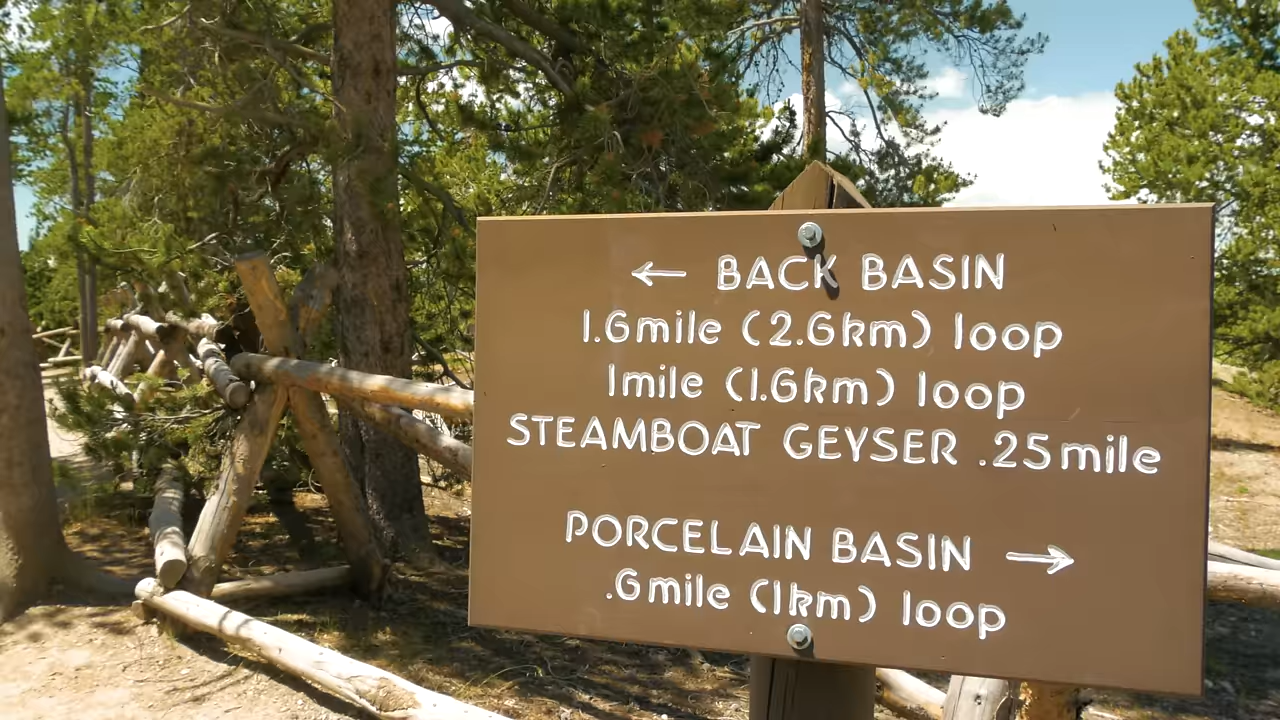 ← BACK BASIN
1.6mile (2.6km) loop
1mile (1.6km) loop
STEAMBOAT GEYSER .25mile
PORCELAIN BASIN →
.6mile (1km) loop